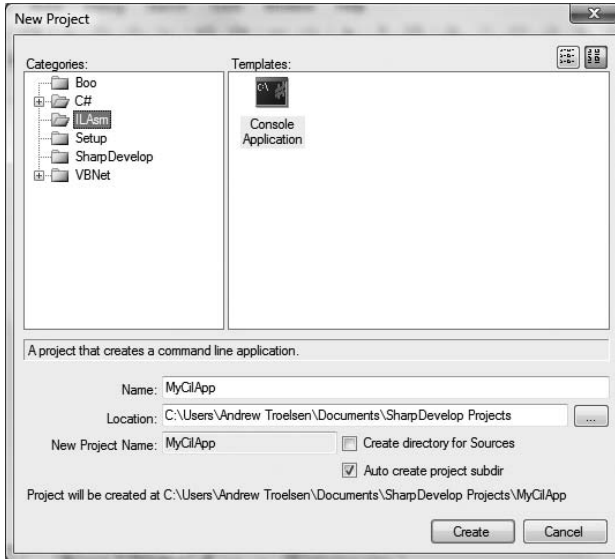 New Project
Categories:
Templates:
Boo
C#
ILAsm
Setup
SharpDevelop
VBNet
Console
Application
A project that creates a command line application.
Name: MyCilApp
Location: C:\Users\Andrew Troelsen\Documents\SharpDevelop Projects
...
New Project Name: MyCilApp
Create directory for Sources
Auto create project subdir
Project will be created at C:\Users\Andrew Troelsen\Documents\SharpDevelop Projects\MyCilApp
Create
Cancel